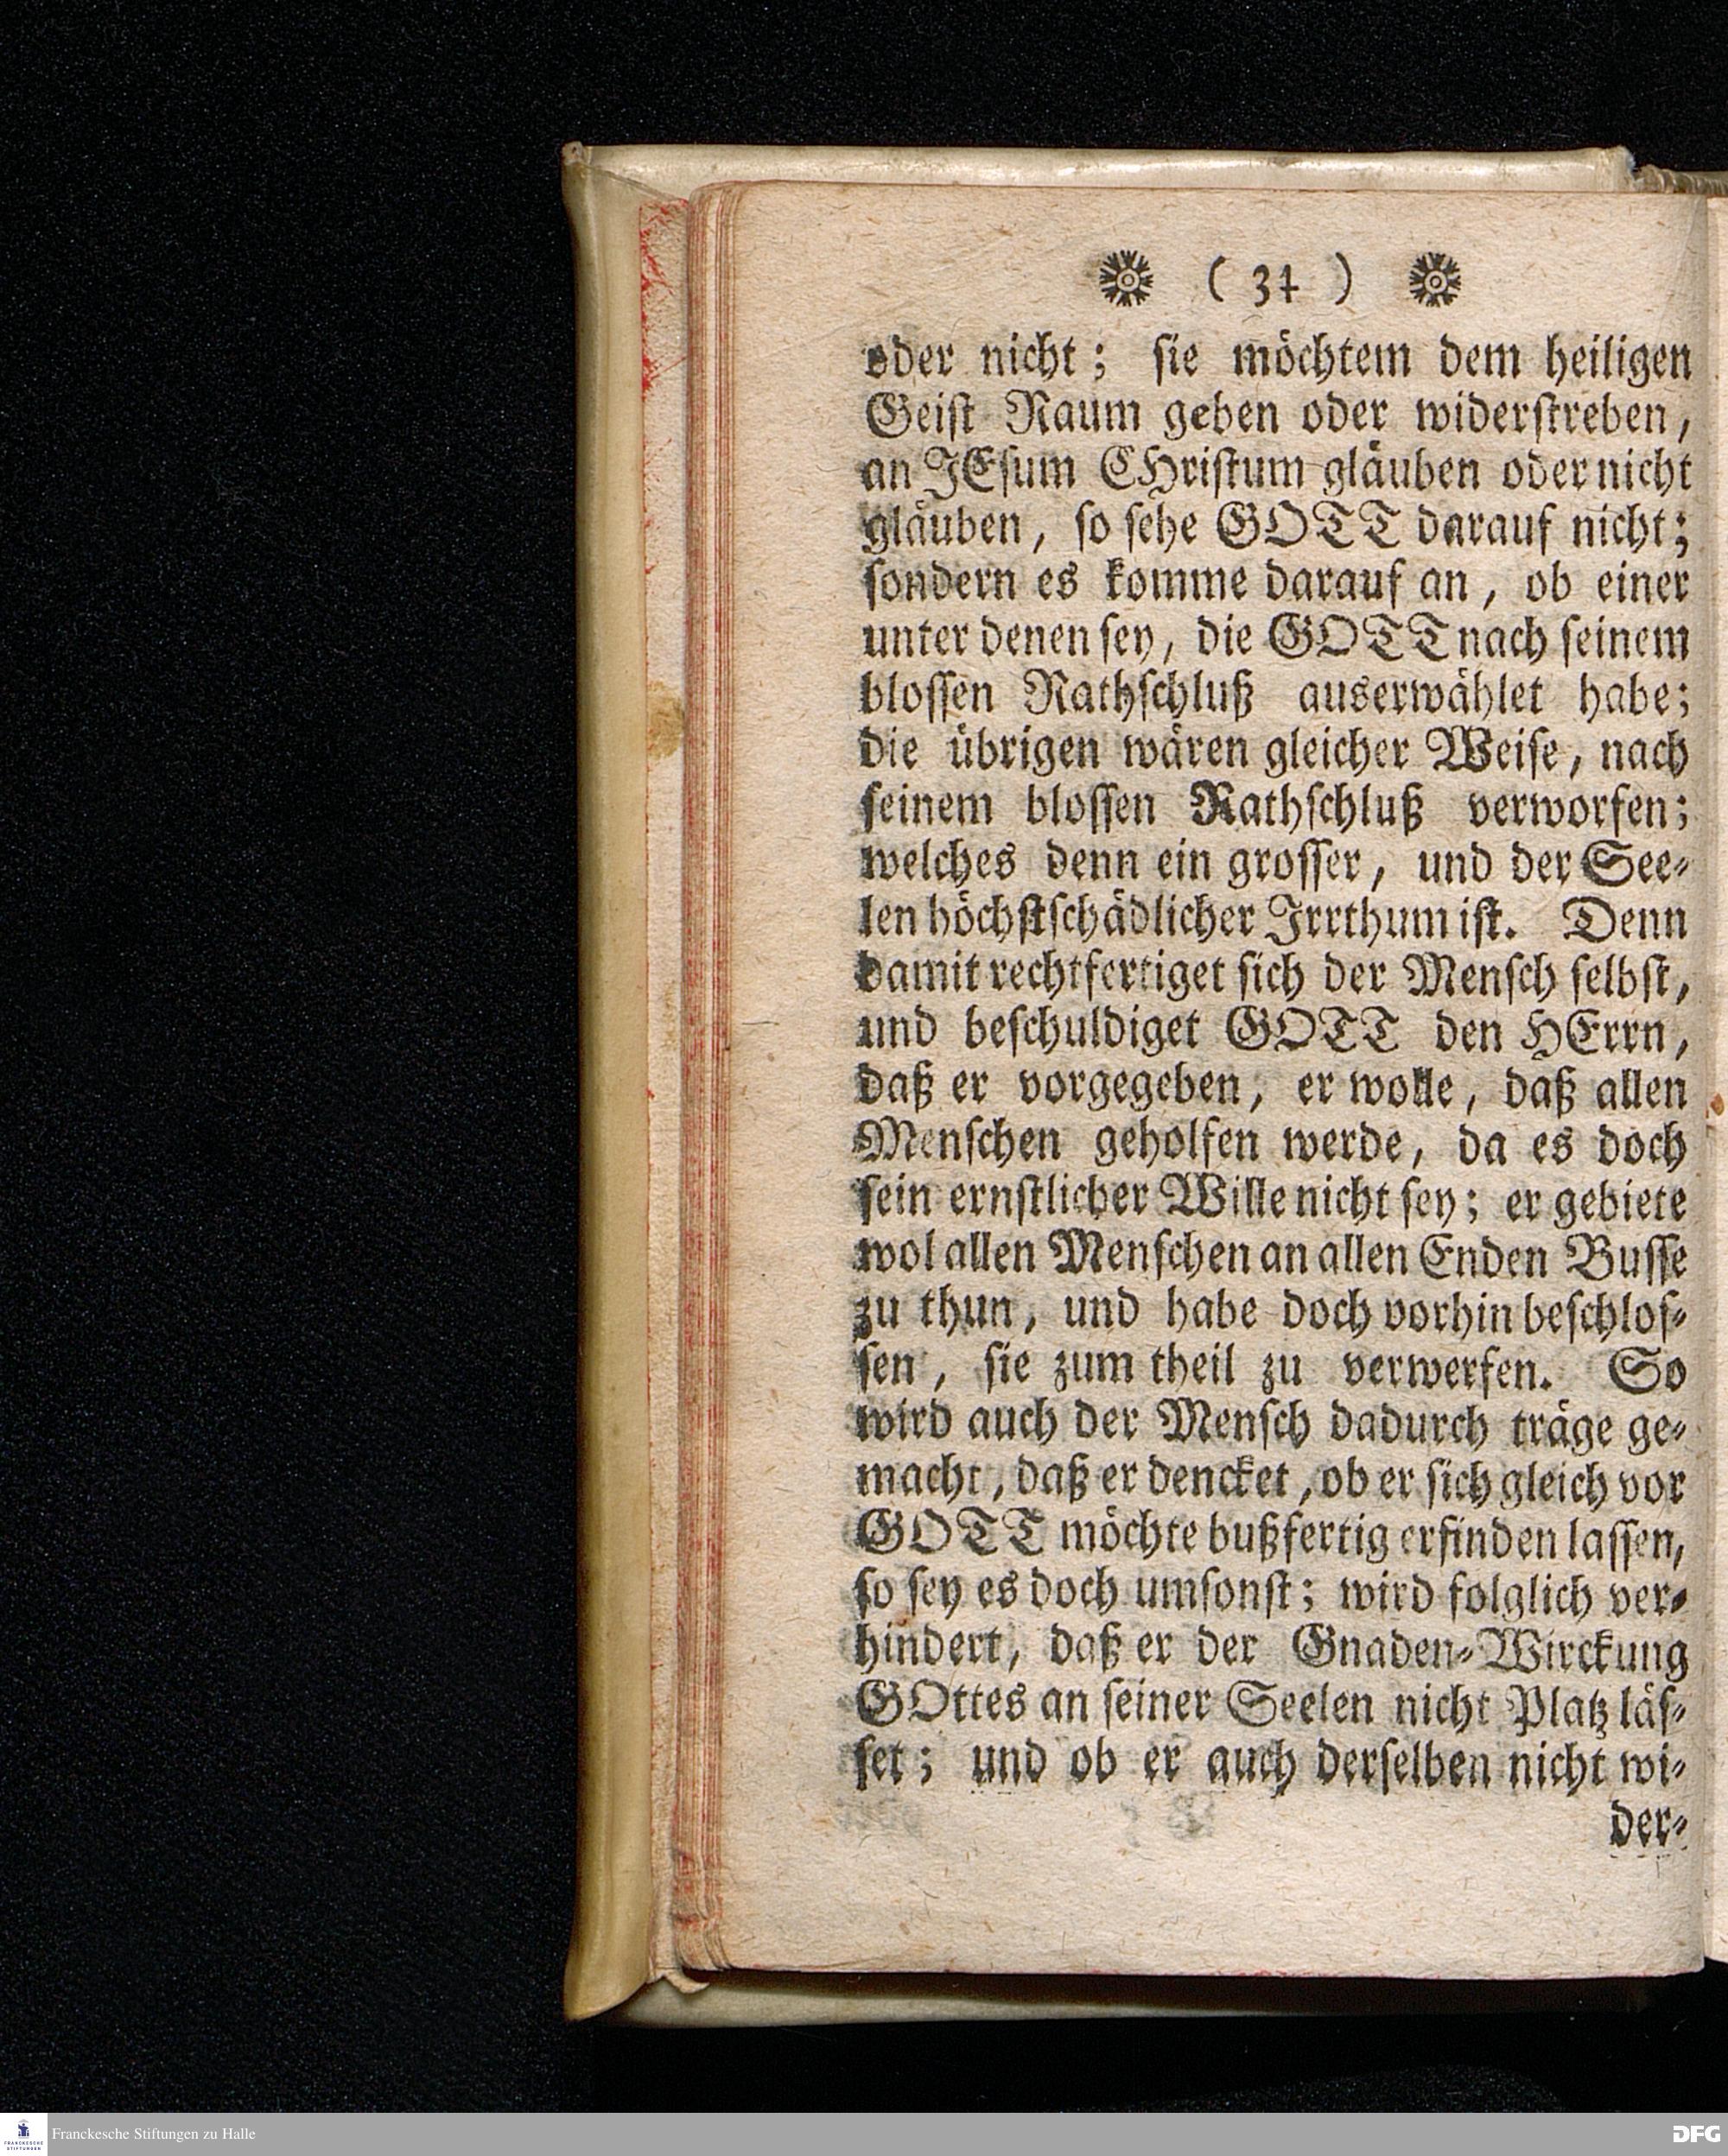 ( 34 )
oder nicht; sie möchtem dem heiligen
Geist Raum geben oder widerstreben,
an JEsum CHristum gläuben oder nicht
gläuben, so sehe GOTT darauf nicht;
sondern es komme darauf an, ob einer
unter denen sey, die GOTT nach seinem
blossen Rathschluß auserwählet habe;
die übrigen wären gleicher Weise, nach
seinem blossen Rathschluß verworfen;
welches denn ein grosser, und der See-
len höchstschädlicher Irrthum ist. Denn
damit rechtfertiget sich der Mensch selbst,
und beschuldiget GOTT den HErrn,
daß er vorgegeben, er wolle, daß allen
Menschen geholfen werde, da es doch
sein ernstlicher Wille nicht sey; er gebiete
wol allen Menschen an allen Enden Busse
zu thun, und habe doch vorhin beschlos-
sen, sie zum theil zu verwerfen. So
wird auch der Mensch dadurch träge ge-
macht, daß er dencket, ob er sich gleich vor
GOTT möchte bußfertig erfinden lassen,
so sey es doch umsonst; wird folglich ver-
hindert, daß er der Gnaden-Wirckung
GOttes an seiner Seelen nicht Platz läs-
set; und ob er auch derselben nicht wi-
der-
FRANCKESCHE
STIFTUNGEN
Franckesche Stiftungen zu Halle
DFG